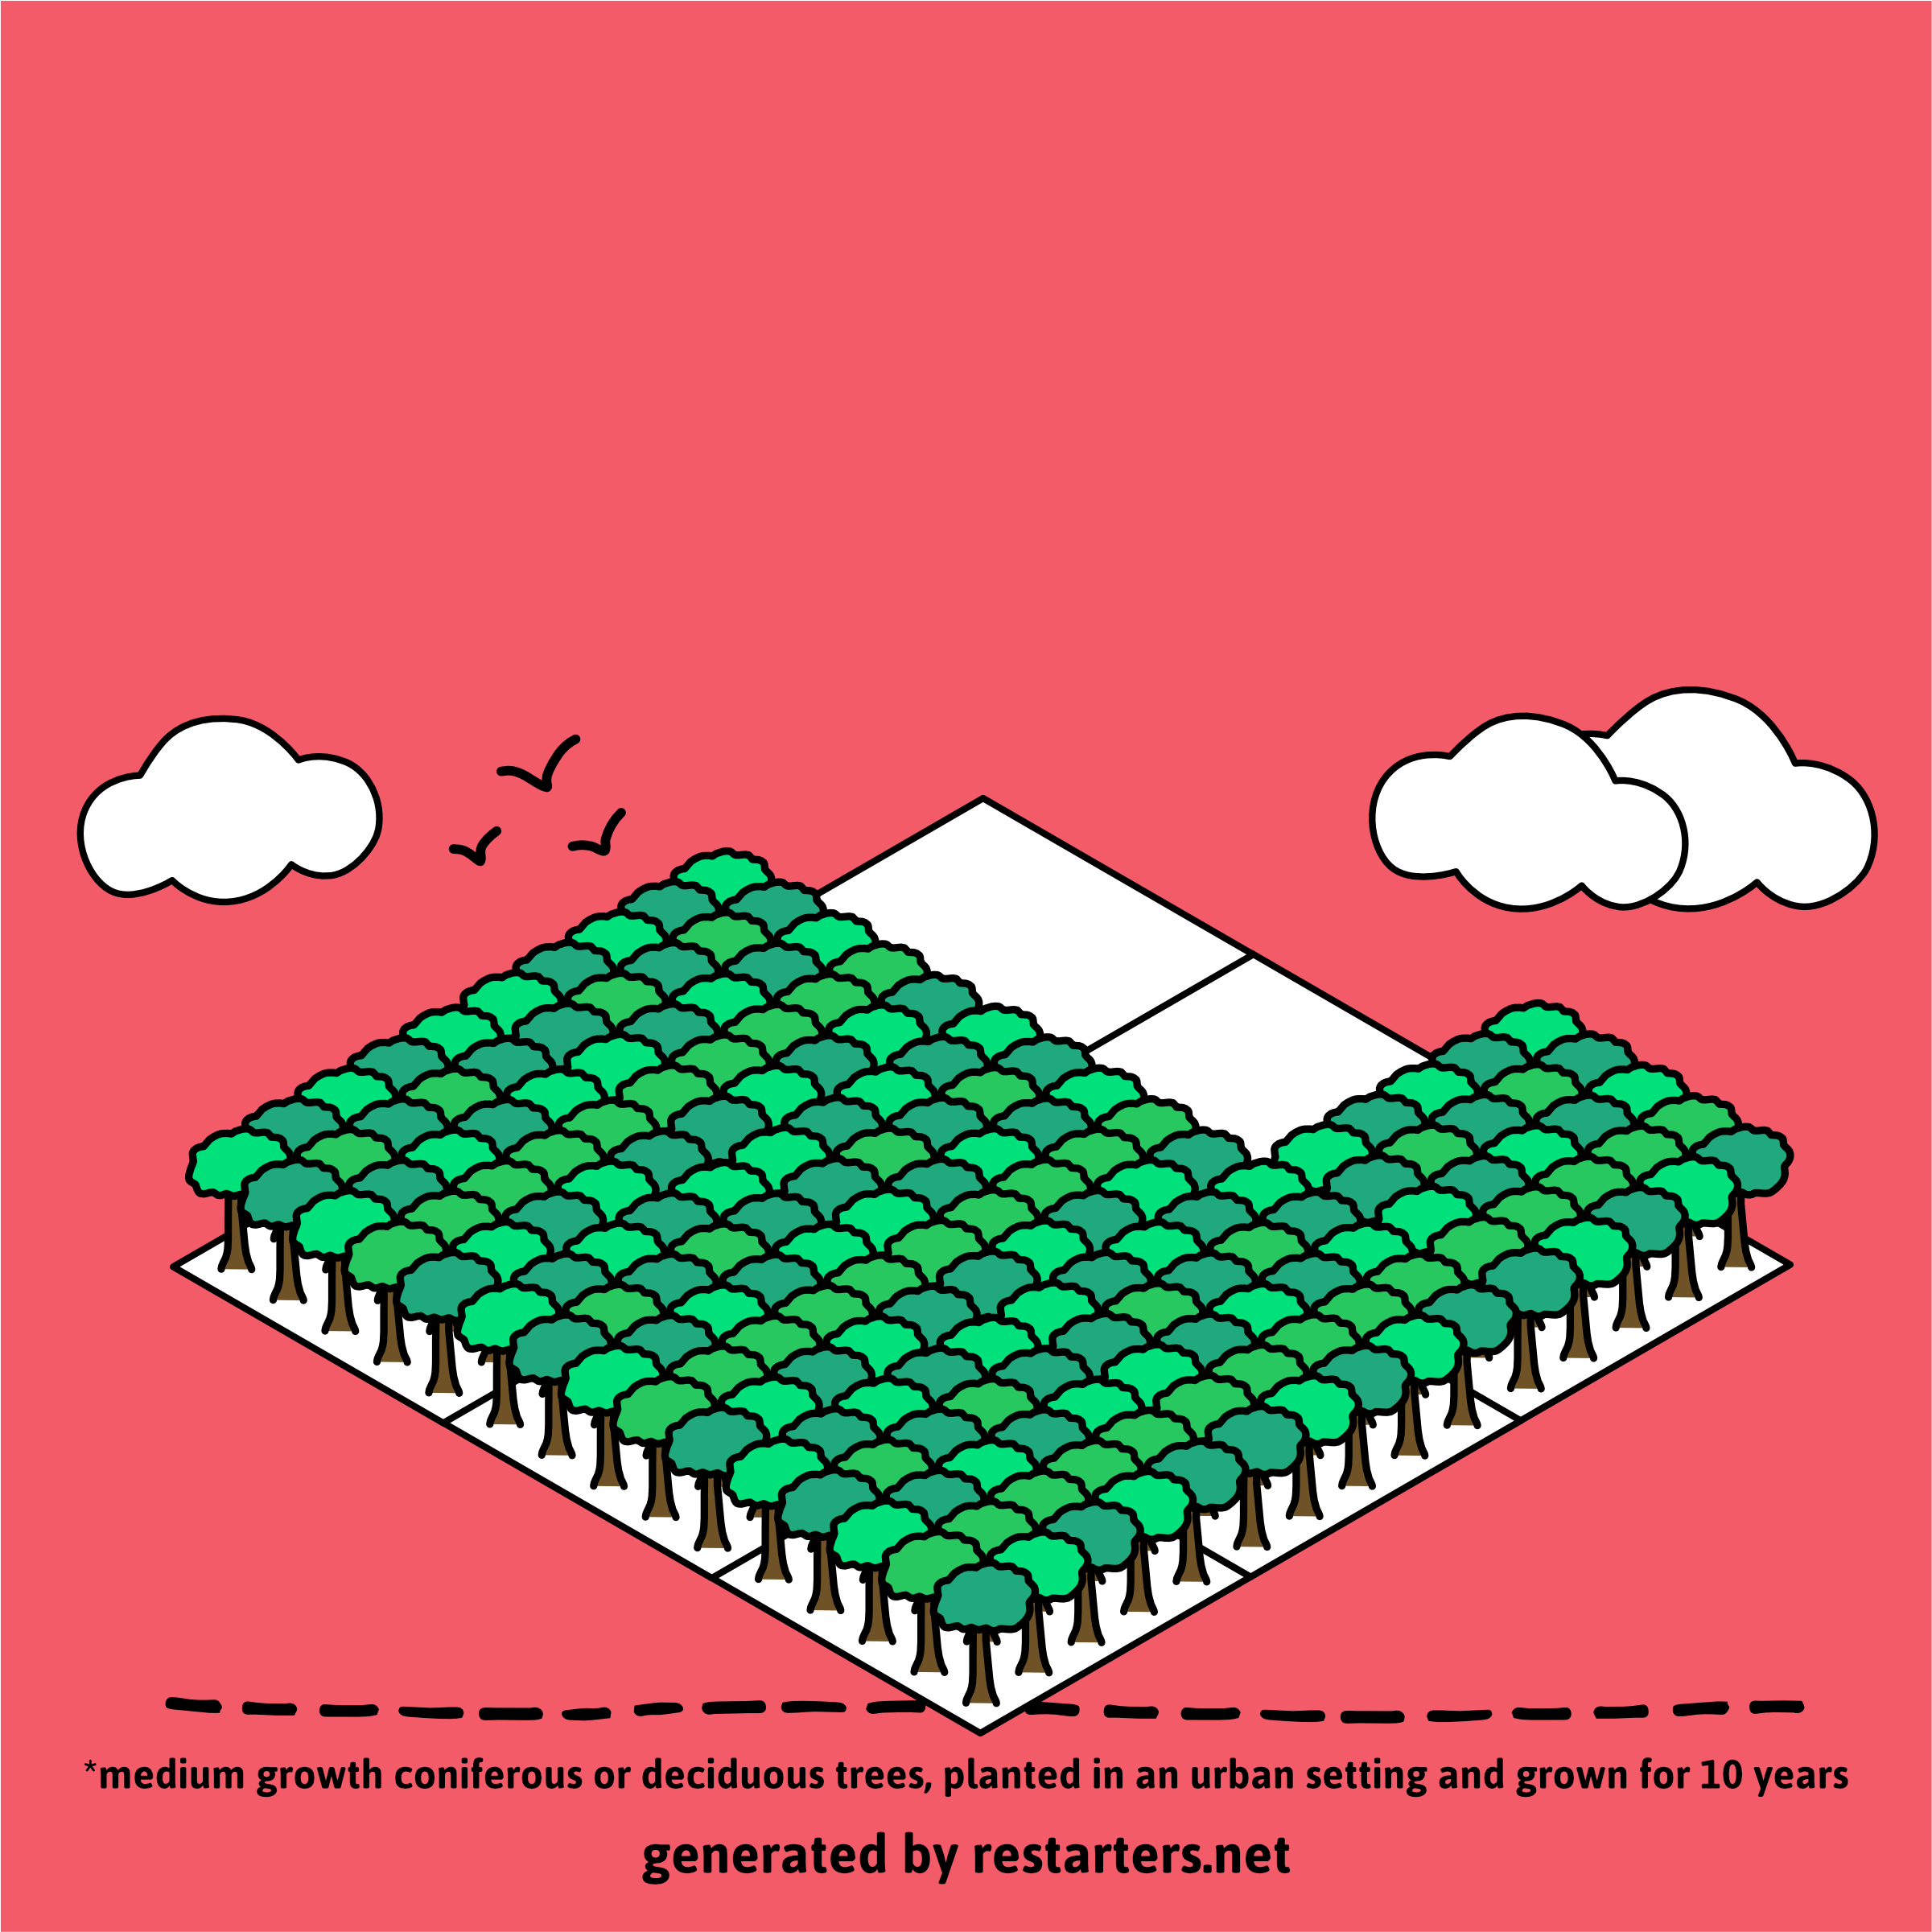 *medium growth coniferous or deciduous trees, planted in an urban setting and grown for 10 years
generated by restarters.net